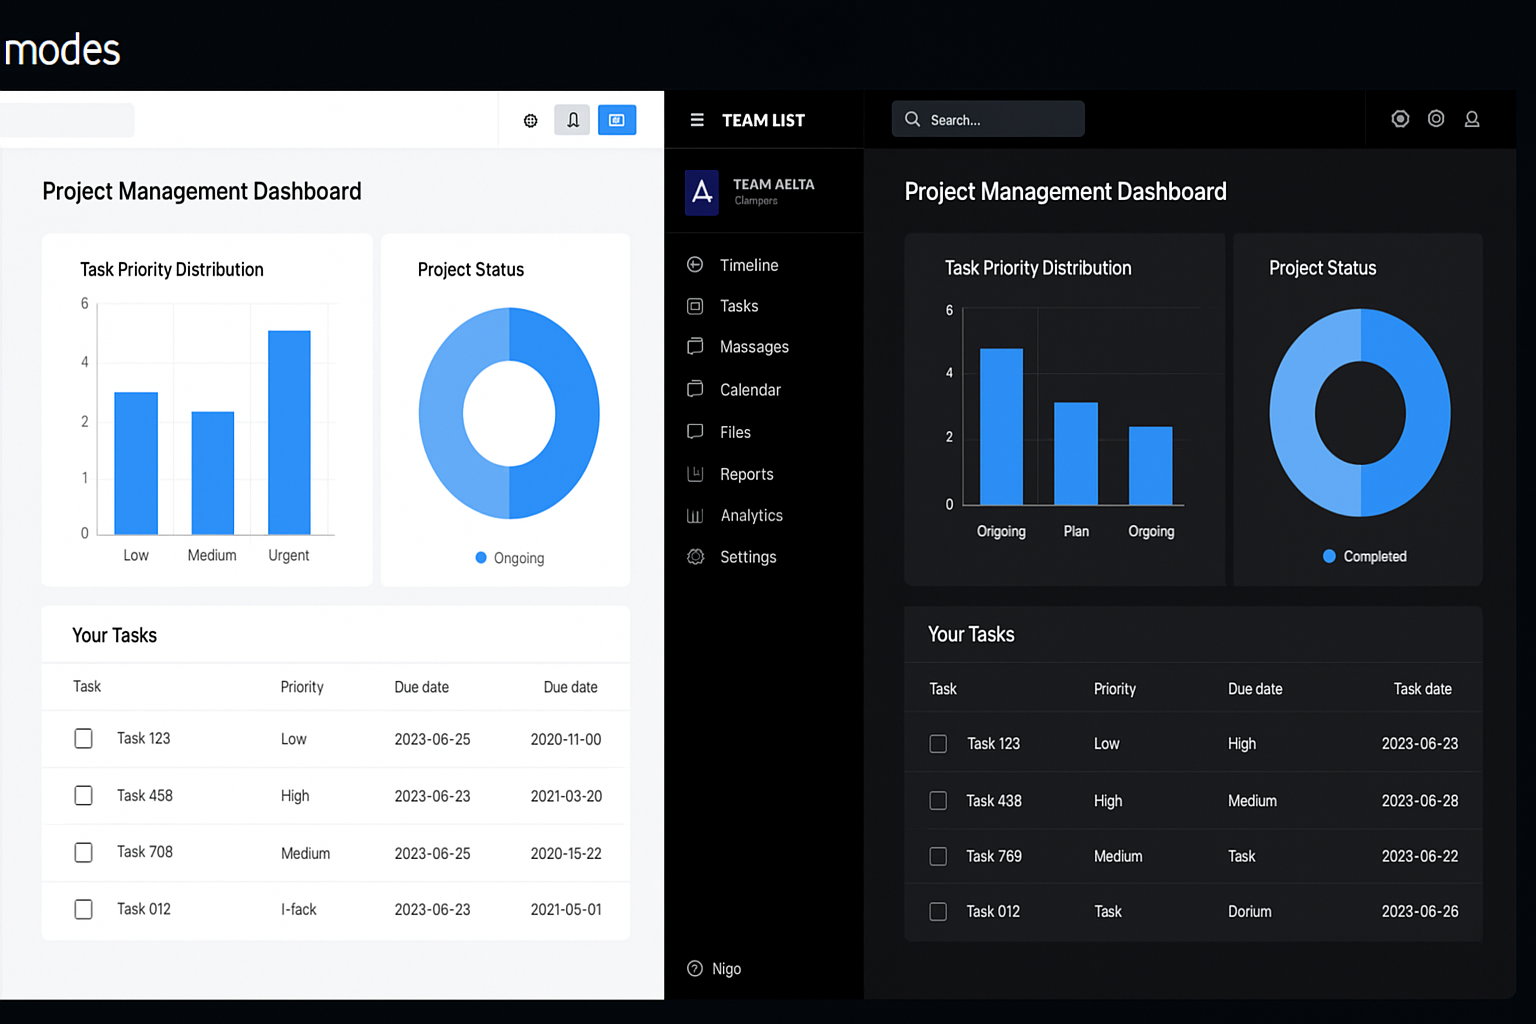 modes
Project Management Dashboard
Task Priority Distribution
6
4
2
1
0
Low Medium Urgent
Project Status
Ongoing
Your Tasks
Task Priority Due date Due date
Task 123 Low 2023-06-25 2020-11-00
Task 458 High 2023-06-23 2021-03-20
Task 708 Medium 2023-06-25 2020-15-22
Task 012 I-fack 2023-06-23 2021-05-01
TEAM LIST
A
TEAM AELTA
Clampers
Timeline
Tasks
Massages
Calendar
Files
Reports
Analytics
Settings
Nigo
Search...
Project Management Dashboard
Task Priority Distribution
6
4
2
0
Origoing Plan Orgoing
Project Status
Completed
Your Tasks
Task Priority Due date Task date
Task 123 Low High 2023-06-23
Task 438 High Medium 2023-06-28
Task 769 Medium Task 2023-06-22
Task 012 Task Dorium 2023-06-26